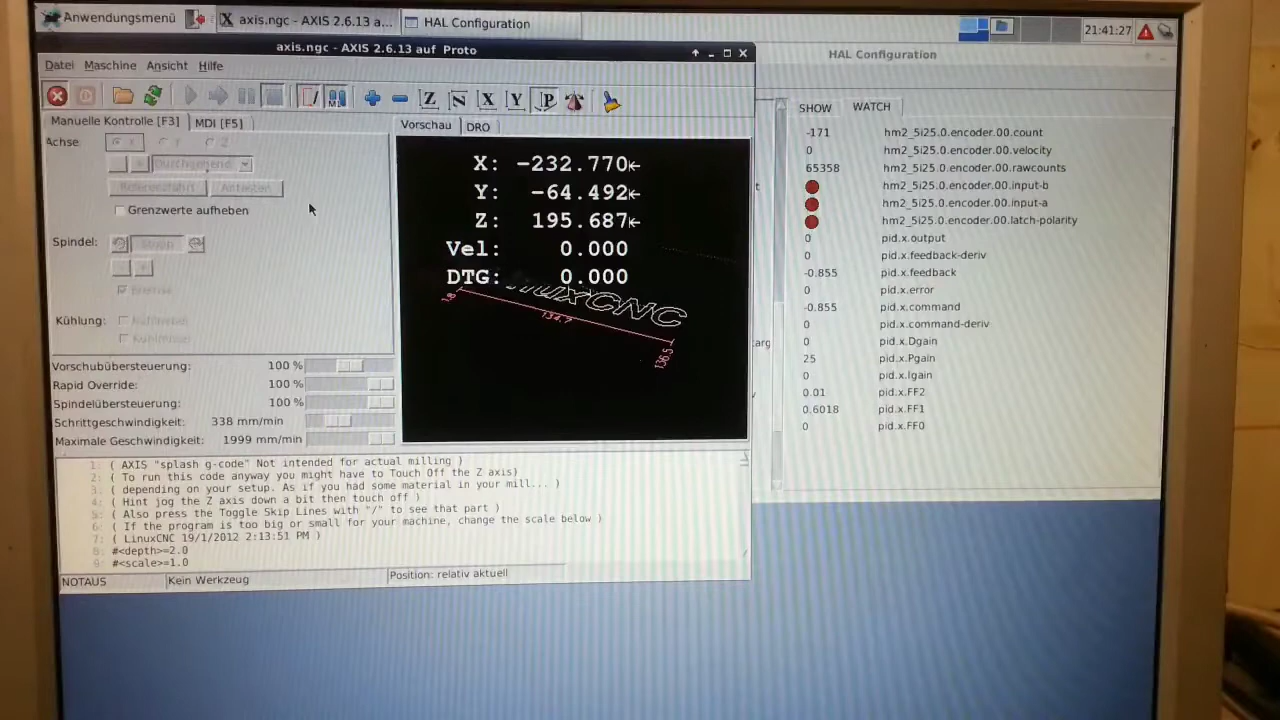 Anwendungsmenü axis.ngc - AXIS 2.6.13 a... HAL Configuration 21:41:27
axis.ngc - AXIS 2.6.13 auf Proto
HAL Configuration
Datei Maschine Ansicht Hilfe
Z N X Y P
Manuelle Kontrolle [F3] MDI [F5]
Vorschau DRO
SHOW WATCH
Achse: X Y Z
Durchgehend
Referenzfahrt Antasten
Grenzwerte aufheben
Spindel: Stopp
Bremse
Kühlung: Kühlnebel
Kühlmittel
Vorschubübersteuerung: 100 %
Rapid Override: 100 %
Spindelübersteuerung: 100 %
Schrittgeschwindigkeit: 338 mm/min
Maximale Geschwindigkeit: 1999 mm/min
X: -232.770
Y: -64.492
Z: 195.687
Vel: 0.000
DTG: 0.000
LinuxCNC
134.7
136.5
-171 hm2_5i25.0.encoder.00.count
0 hm2_5i25.0.encoder.00.velocity
65358 hm2_5i25.0.encoder.00.rawcounts
hm2_5i25.0.encoder.00.input-b
hm2_5i25.0.encoder.00.input-a
hm2_5i25.0.encoder.00.latch-polarity
0 pid.x.output
0 pid.x.feedback-deriv
-0.855 pid.x.feedback
0 pid.x.error
-0.855 pid.x.command
0 pid.x.command-deriv
0 pid.x.Dgain
25 pid.x.Pgain
0 pid.x.Igain
0.01 pid.x.FF2
0.6018 pid.x.FF1
0 pid.x.FF0
1: ( AXIS "splash g-code" Not intended for actual milling )
2: ( To run this code anyway you might have to Touch Off the Z axis)
3: ( depending on your setup. As if you had some material in your mill... )
4: ( Hint jog the Z axis down a bit then touch off )
5: ( Also press the Toggle Skip Lines with "/" to see that part )
6: ( If the program is too big or small for your machine, change the scale below )
7: ( LinuxCNC 19/1/2012 2:13:51 PM )
8: #<depth>=2.0
9: #<scale>=1.0
NOTAUS Kein Werkzeug Position: relativ aktuell